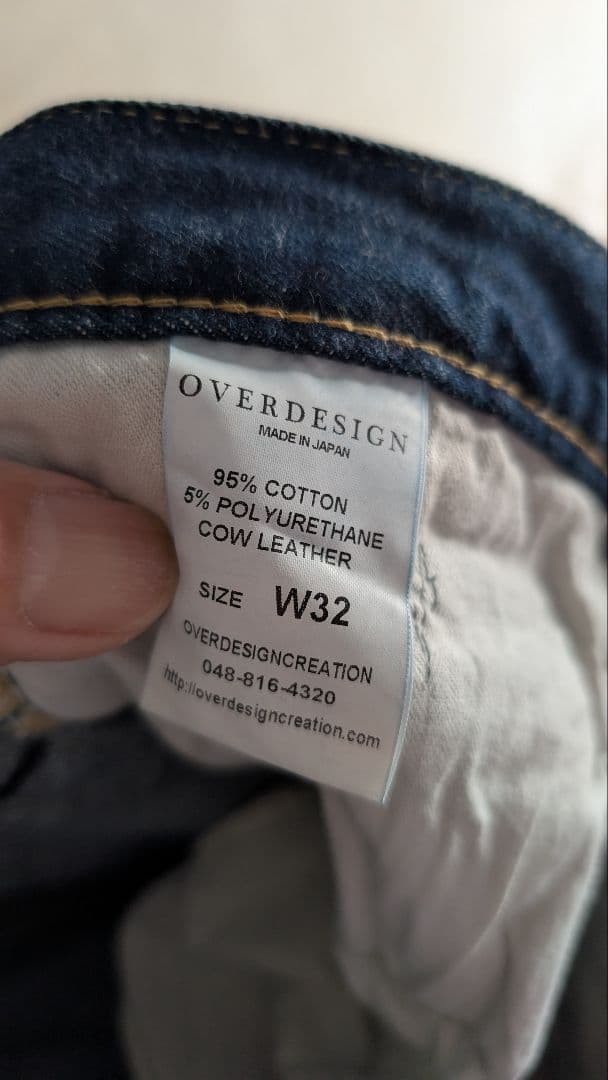 OVERDESIGN
MADE IN JAPAN
95% COTTON
5% POLYURETHANE
COW LEATHER
SIZE W32
OVERDESIGNCREATION
048-816-4320
http://overdesigncreation.com